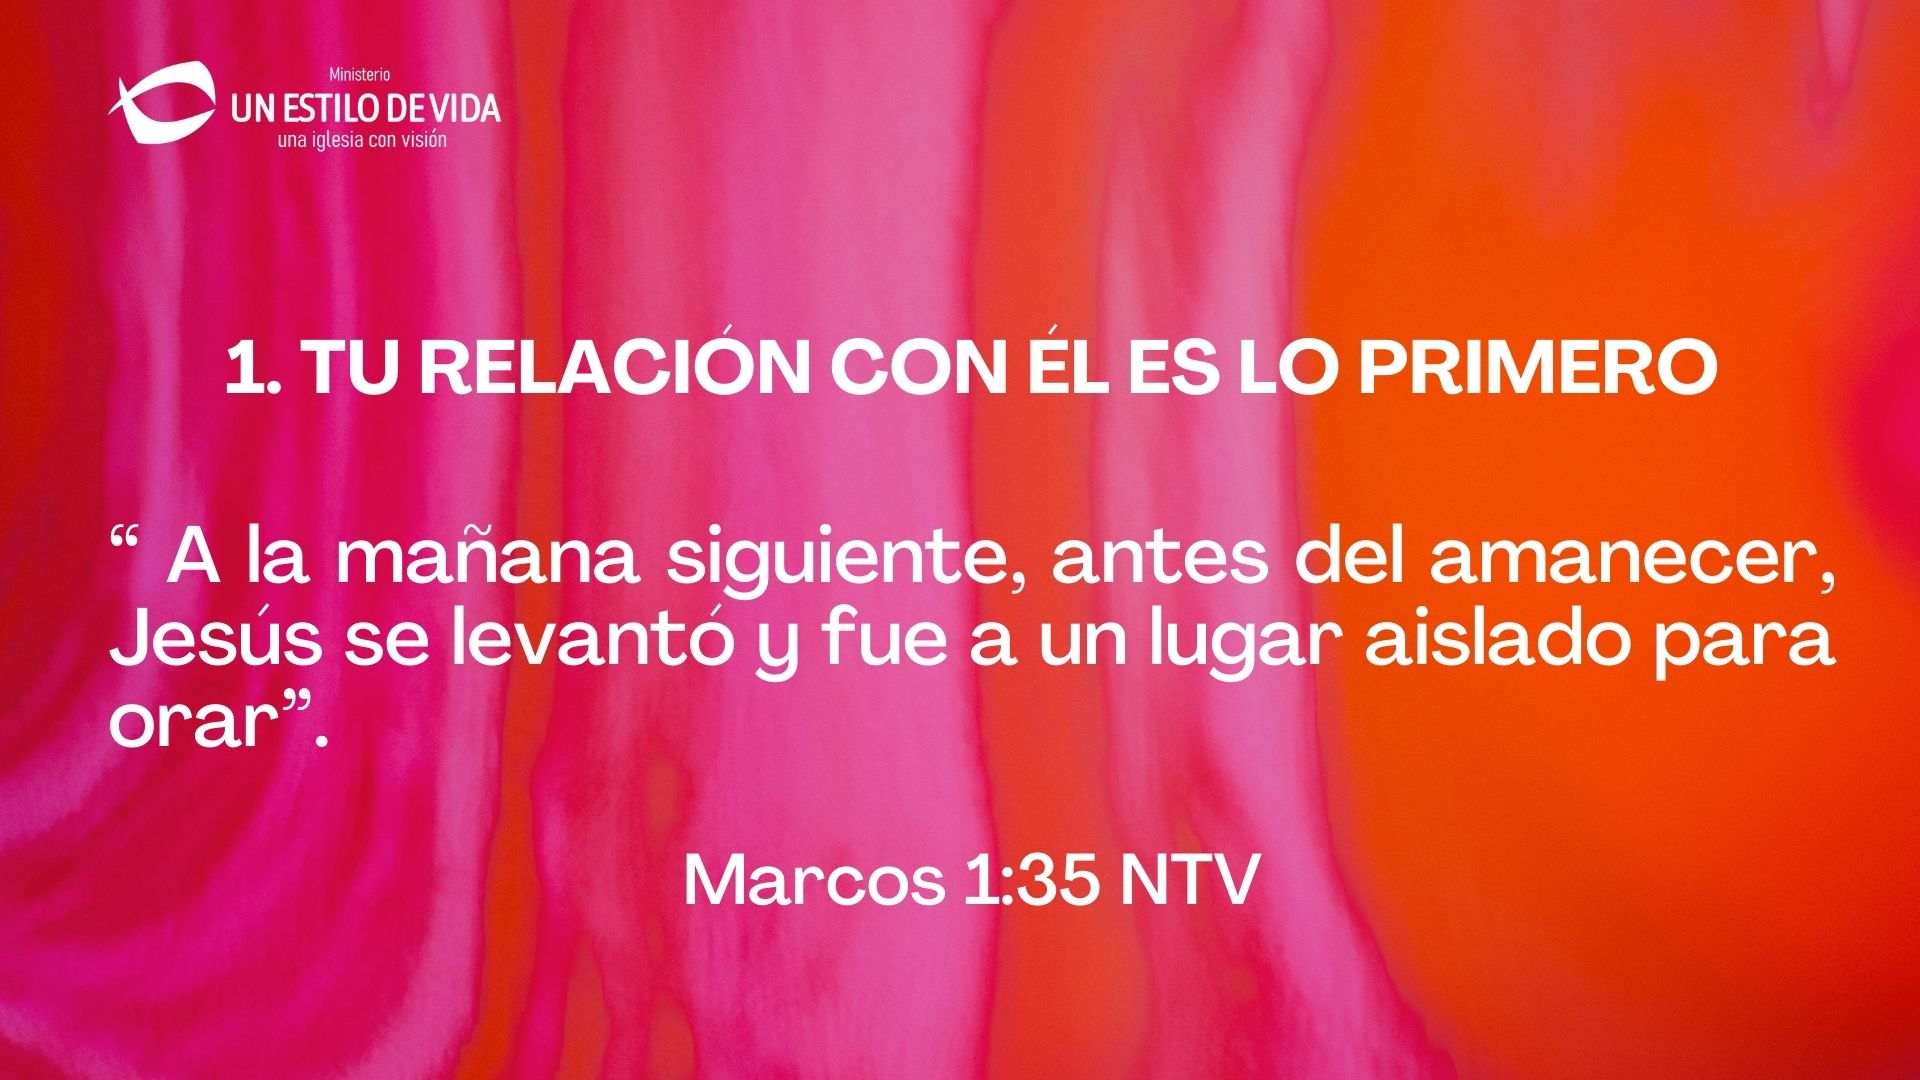 Ministerio
UN ESTILO DE VIDA
una iglesia con visión
1. TU RELACIÓN CON ÉL ES LO PRIMERO
“ A la mañana siguiente, antes del amanecer,
Jesús se levantó y fue a un lugar aislado para
orar”.
Marcos 1:35 NTV